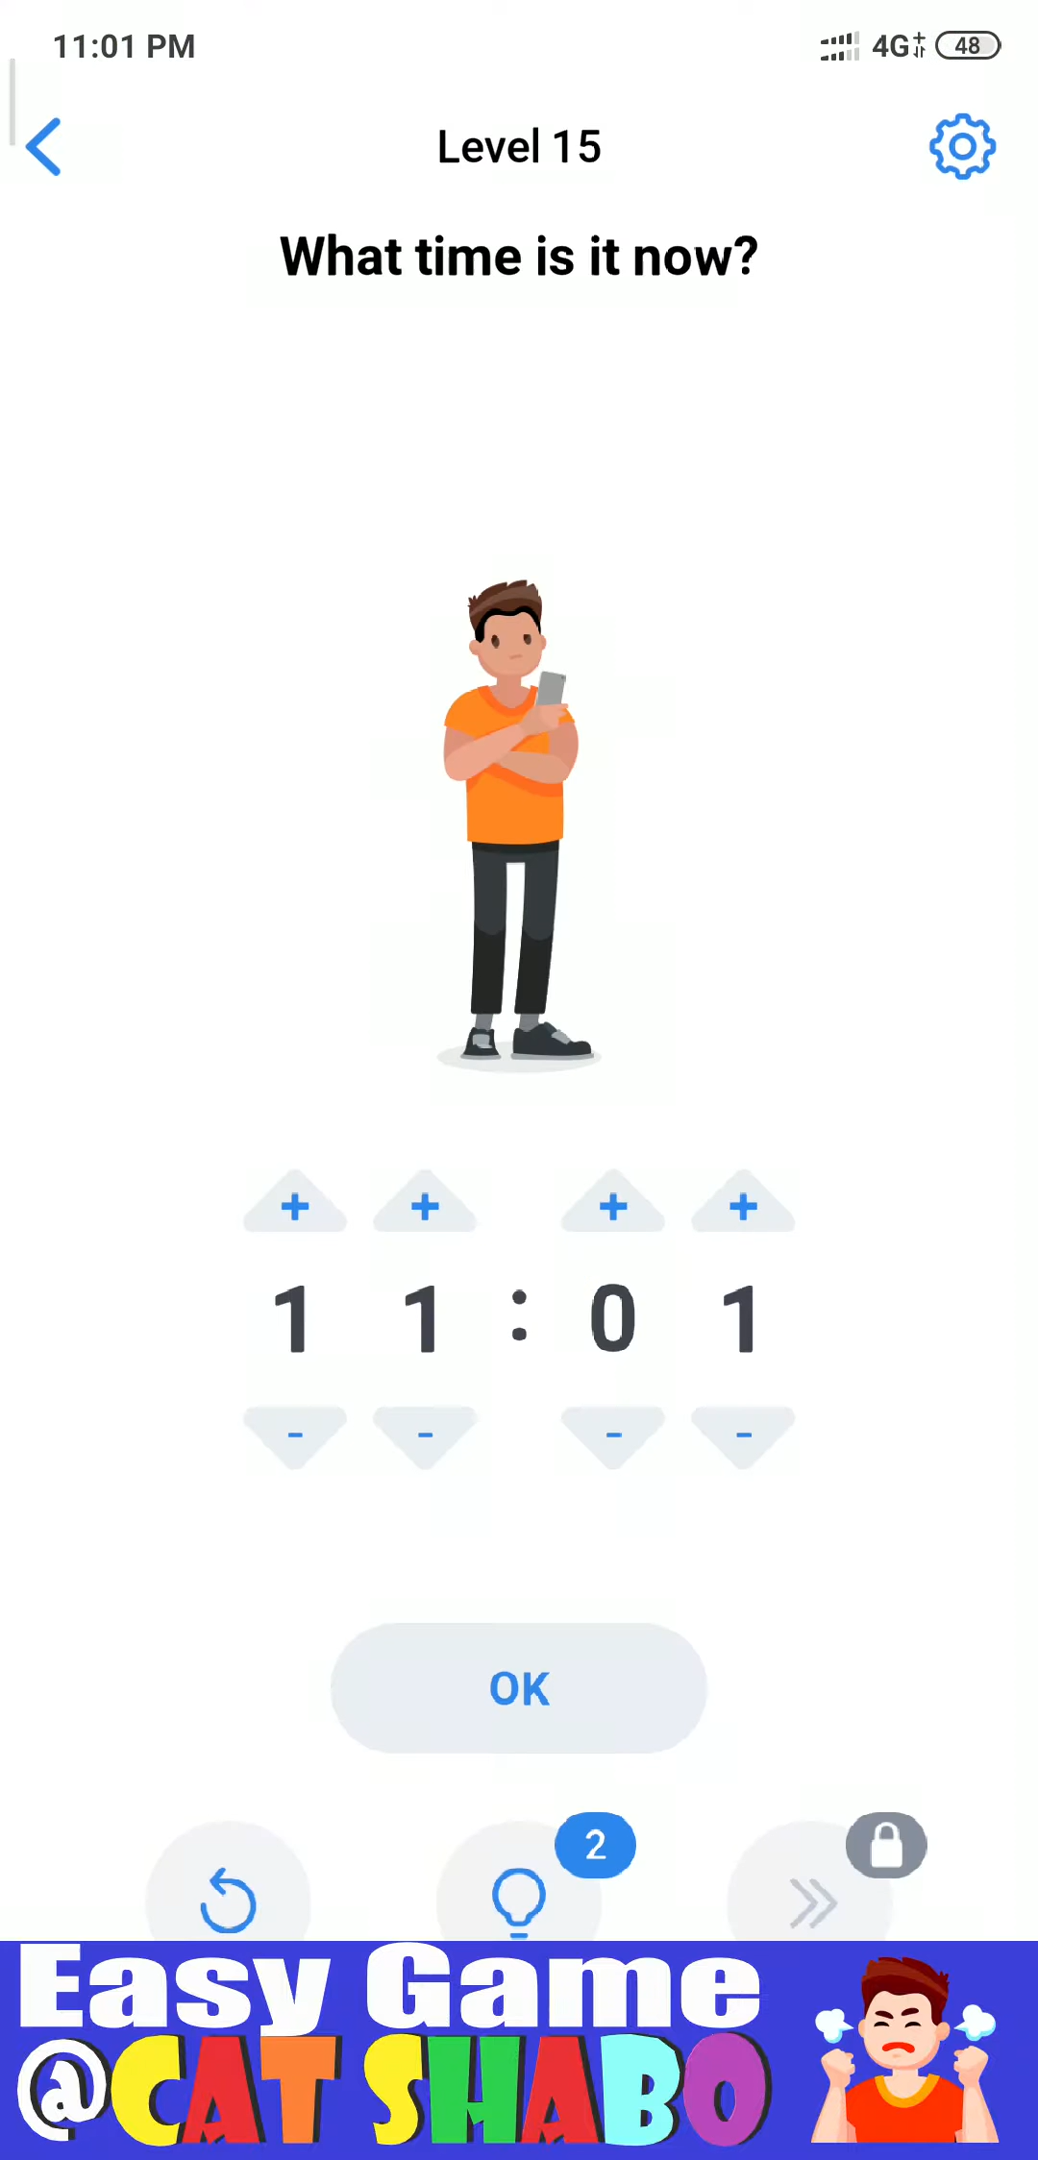 11:01 PM 4G+ 48
Level 15
What time is it now?
+ + + +
1 1 : 0 1
- - - -
OK
2
Easy Game
@CAT SHABO